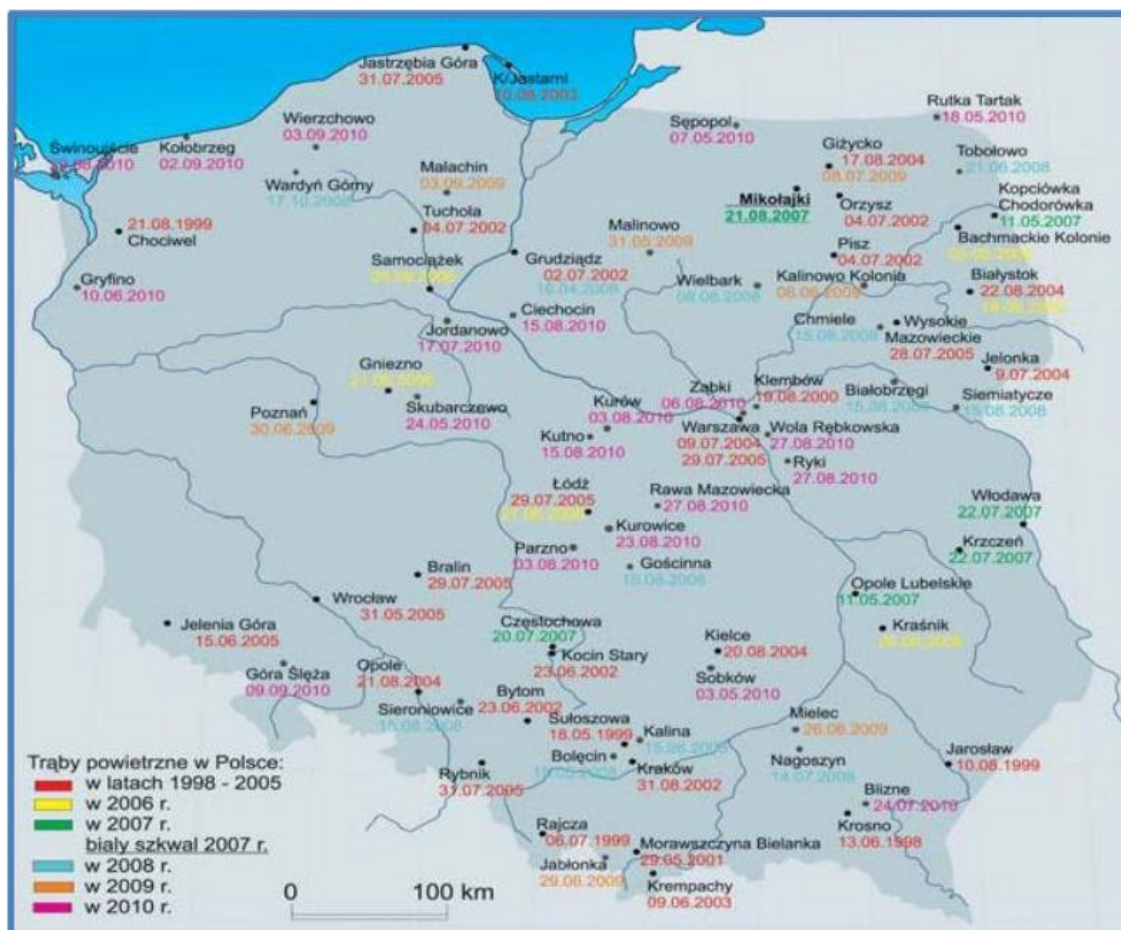 Jastrzębia Góra
31.07.2005
K/Jastarni
10.08.2003
Wierzchowo
03.09.2010
Sępopol
07.05.2010
Rutka Tartak
18.05.2010
Świnoujście
Kołobrzeg
02.09.2010
Malachin
03.09.2009
Giżycko
17.08.2004
08.07.2009
Tobołowo
21.06.2008
Wardyń Górny
17.10.2008
Mikołajki
21.08.2007
Orzysz
04.07.2002
Kopciówka
Chodorówka
11.05.2007
21.08.1999
Chociwel
Tuchola
04.07.2002
Malinowo
31.05.2009
Pisz
04.07.2002
Bachmackie Kolonie
Samociążek
Grudziądz
02.07.2002
16.04.2008
Gryfino
10.06.2010
Wielbark
08.06.2008
Kalinowo Kolonia
08.06.2009
Białystok
22.08.2004
Ciechocin
15.08.2010
Jordanowo
17.07.2010
Chmiele
15.08.2008
Wysokie
Mazowieckie
28.07.2005
Gniezno
Jelonka
9.07.2004
Poznań
30.06.2009
Skubarczewo
24.05.2010
Kurów
03.08.2010
Ząbki
06.08.2010
Klembów
19.08.2000
Białobrzegi
15.08.2008
Siemiatycze
15.08.2008
Kutno
15.08.2010
Warszawa
09.07.2004
29.07.2005
Wola Rębkowska
27.08.2010
Ryki
27.08.2010
Łódź
29.07.2005
Rawa Mazowiecka
27.08.2010
Włodawa
22.07.2007
Kurowice
23.08.2010
Parzno
03.08.2010
Gościnna
15.08.2008
Krzczeń
22.07.2007
Bralin
29.07.2005
Wrocław
31.05.2005
Opole Lubelskie
11.05.2007
Jelenia Góra
15.06.2005
Częstochowa
20.07.2007
Kraśnik
Kocin Stary
23.06.2002
Kielce
20.08.2004
Sobków
03.05.2010
Góra Ślęża
09.09.2010
Opole
21.08.2004
Sieroniowice
15.08.2008
Bytom
23.06.2002
Sułoszowa
18.05.1999
Kalina
15.08.2008
Mielec
26.06.2009
Bolęcin
Kraków
31.08.2002
Nagoszyn
14.07.2008
Jarosław
10.08.1999
Rybnik
31.07.2005
Blizne
24.07.2010
Krosno
13.06.1998
Rajcza
06.07.1999
Morawszczyna Bielanka
29.05.2001
Jabłonka
29.06.2009
Krempachy
09.06.2003
Trąby powietrzne w Polsce:
w latach 1998 - 2005
w 2006 r.
w 2007 r.
biały szkwał 2007 r.
w 2008 r.
w 2009 r.
w 2010 r.
0 100 km